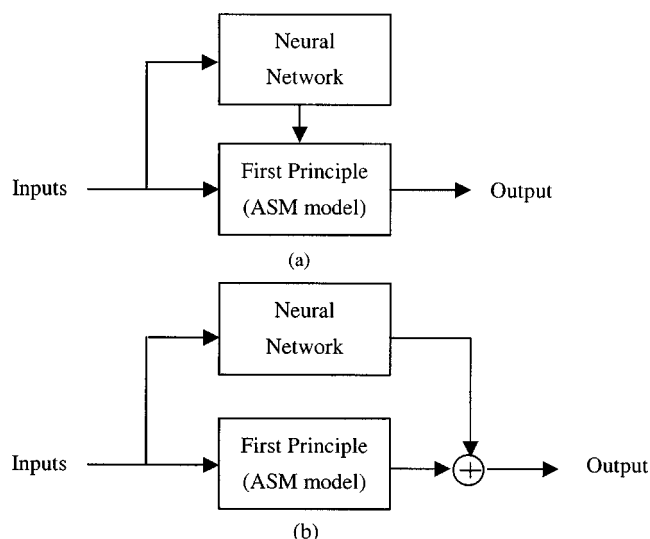 Neural
Network
Inputs
First Principle
(ASM model)
Output
(a)
Neural
Network
Inputs
First Principle
(ASM model)
+
Output
(b)